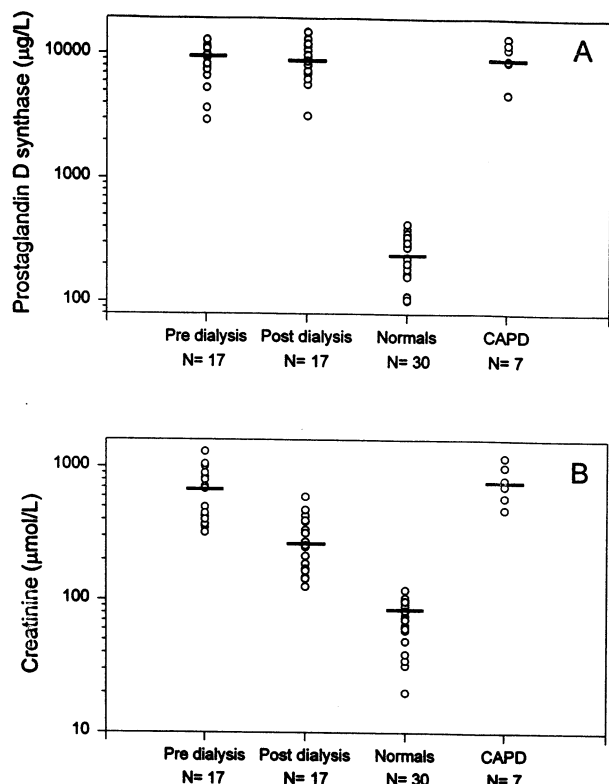 A
Prostaglandin D synthase (µg/L)
10000
1000
100
Pre dialysis Post dialysis Normals CAPD
N= 17 N= 17 N= 30 N= 7
B
Creatinine (µmol/L)
1000
100
10
Pre dialysis Post dialysis Normals CAPD
N= 17 N= 17 N= 30 N= 7